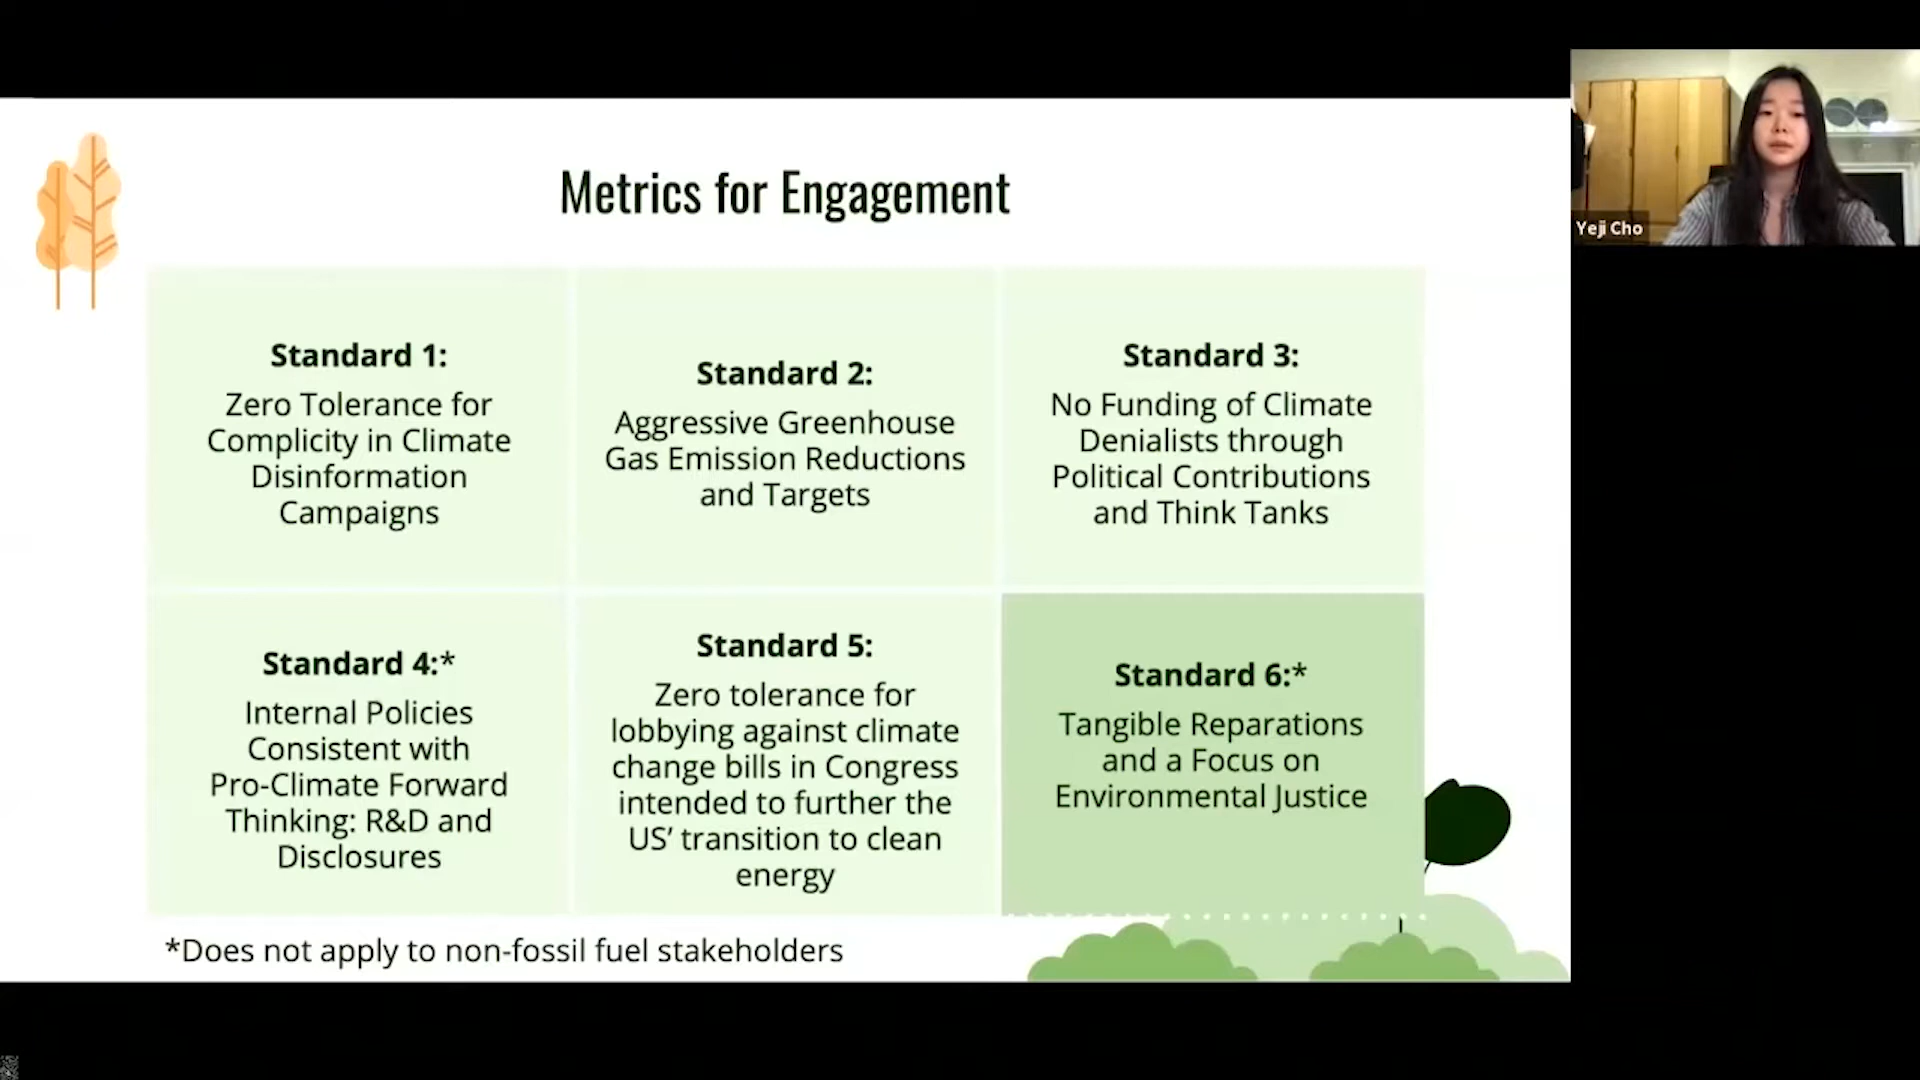 Metrics for Engagement
Yeji Cho
Standard 1:
Zero Tolerance for
Complicity in Climate
Disinformation
Campaigns
Standard 2:
Aggressive Greenhouse
Gas Emission Reductions
and Targets
Standard 3:
No Funding of Climate
Denialists through
Political Contributions
and Think Tanks
Standard 4:*
Internal Policies
Consistent with
Pro-Climate Forward
Thinking: R&D and
Disclosures
Standard 5:
Zero tolerance for
lobbying against climate
change bills in Congress
intended to further the
US’ transition to clean
energy
Standard 6:*
Tangible Reparations
and a Focus on
Environmental Justice
*Does not apply to non-fossil fuel stakeholders